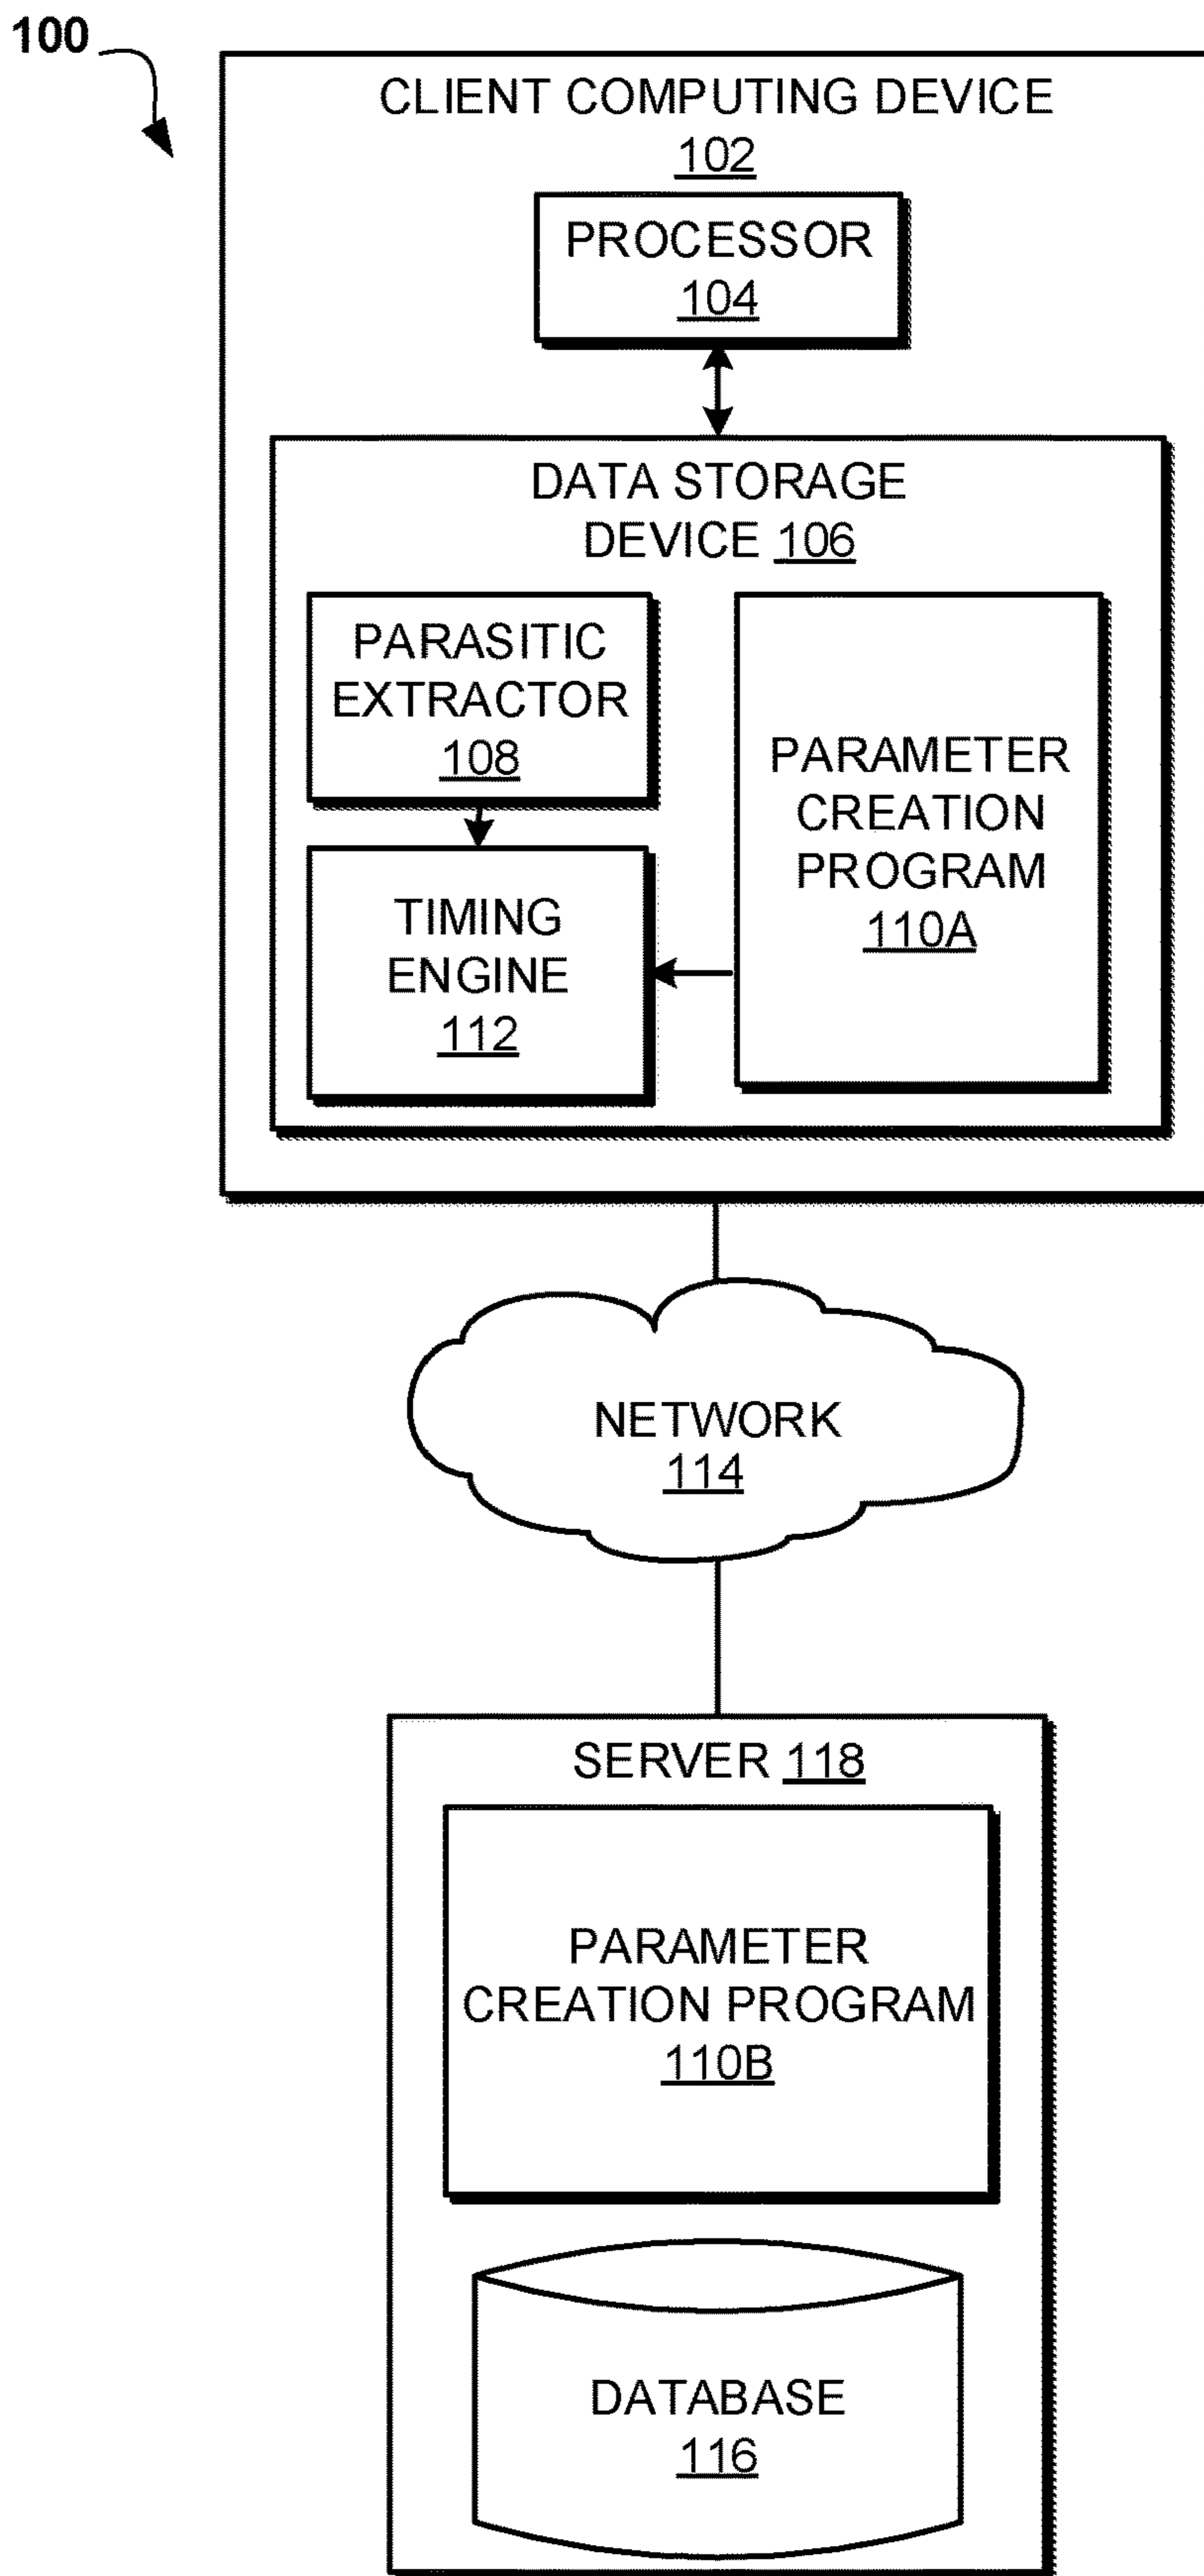 100
CLIENT COMPUTING DEVICE
102
PROCESSOR
104
DATA STORAGE
DEVICE 106
PARASITIC
EXTRACTOR
108
PARAMETER
CREATION
PROGRAM
110A
TIMING
ENGINE
112
NETWORK
114
SERVER 118
PARAMETER
CREATION PROGRAM
110B
DATABASE
116